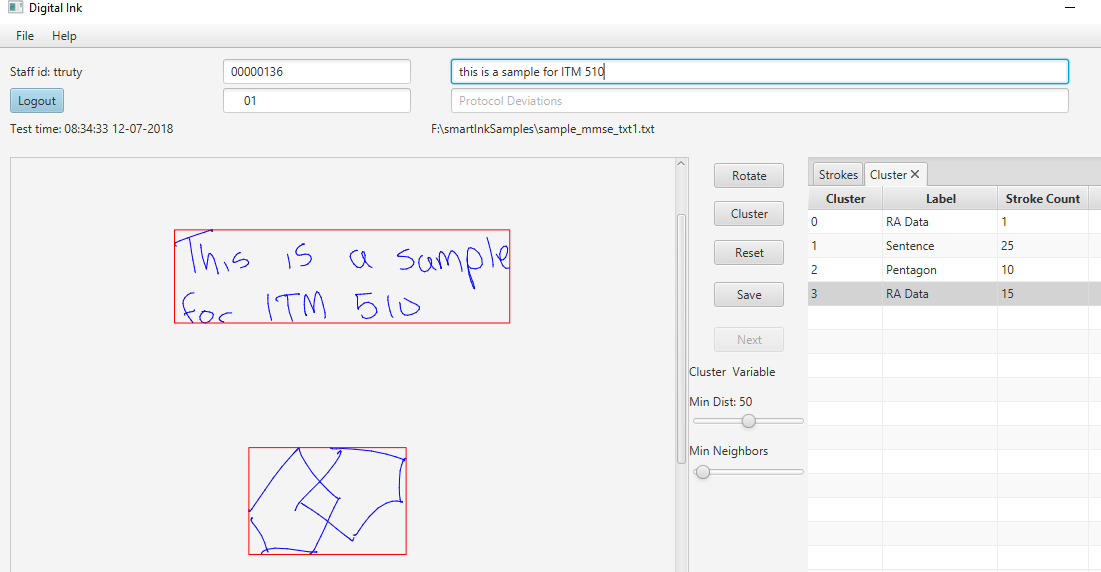 Digital Ink
File Help
Staff id: ttruty 00000136 this is a sample for ITM 510
Logout 01 Protocol Deviations
Test time: 08:34:33 12-07-2018 F:\smartInkSamples\sample_mmse_txt1.txt
This is a sample
for ITM 510
Rotate
Cluster
Reset
Save
Next
Cluster Variable
Min Dist: 50
Min Neighbors
Strokes Cluster
Cluster Label Stroke Count
0 RA Data 1
1 Sentence 25
2 Pentagon 10
3 RA Data 15